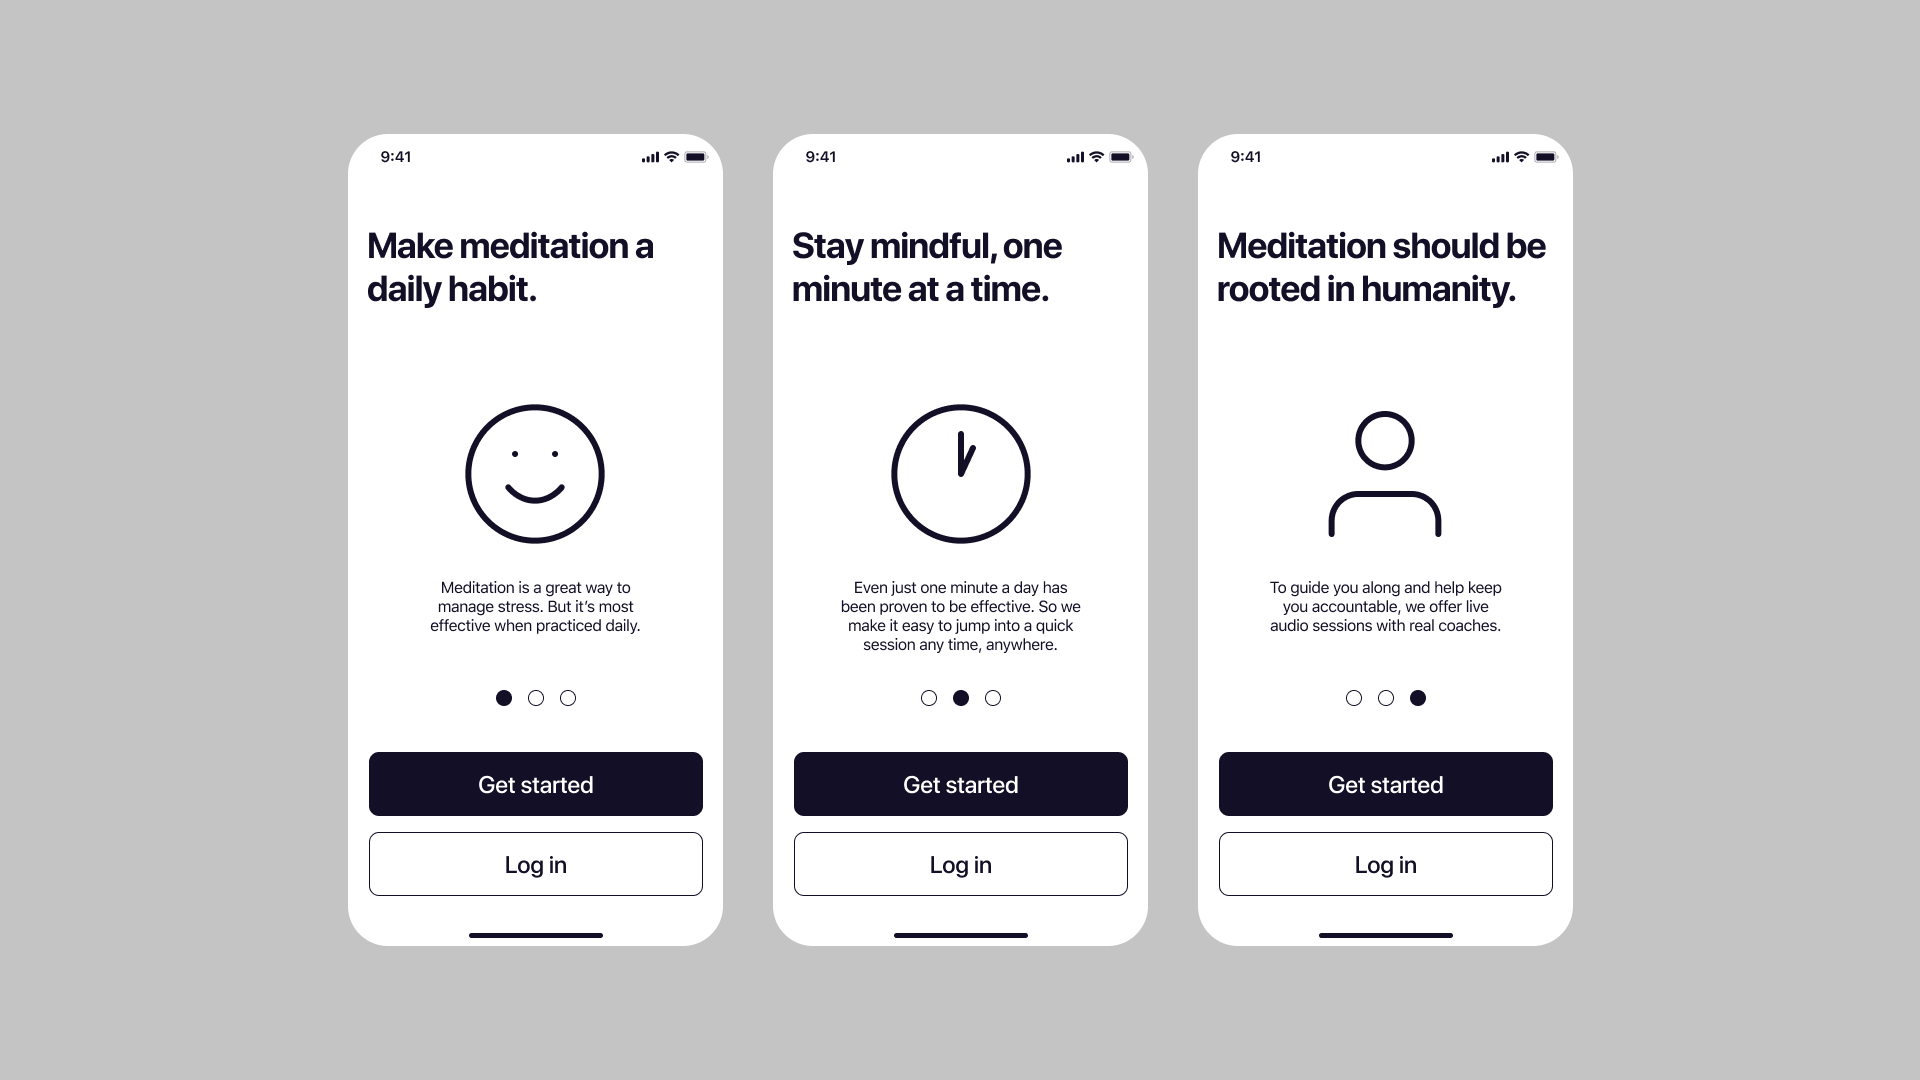 9:41
Make meditation a
daily habit.
Meditation is a great way to
manage stress. But it’s most
effective when practiced daily.
Get started
Log in
9:41
Stay mindful, one
minute at a time.
Even just one minute a day has
been proven to be effective. So we
make it easy to jump into a quick
session any time, anywhere.
Get started
Log in
9:41
Meditation should be
rooted in humanity.
To guide you along and help keep
you accountable, we offer live
audio sessions with real coaches.
Get started
Log in